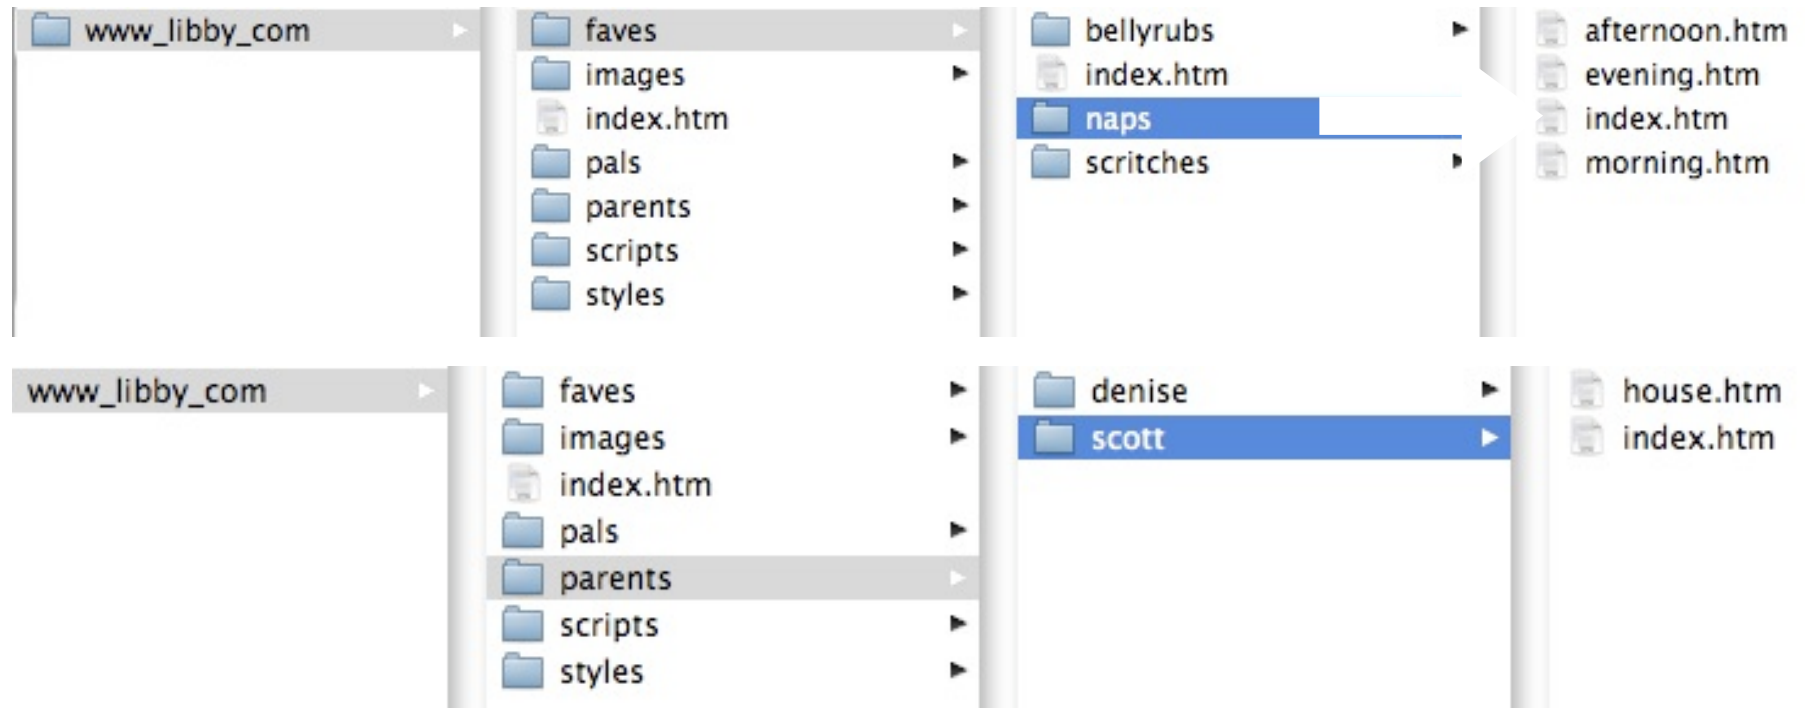 www_libby_com
faves
images
index.htm
pals
parents
scripts
styles
bellyrubs
index.htm
naps
scritches
afternoon.htm
evening.htm
index.htm
morning.htm
www_libby_com
faves
images
index.htm
pals
parents
scripts
styles
denise
scott
house.htm
index.htm